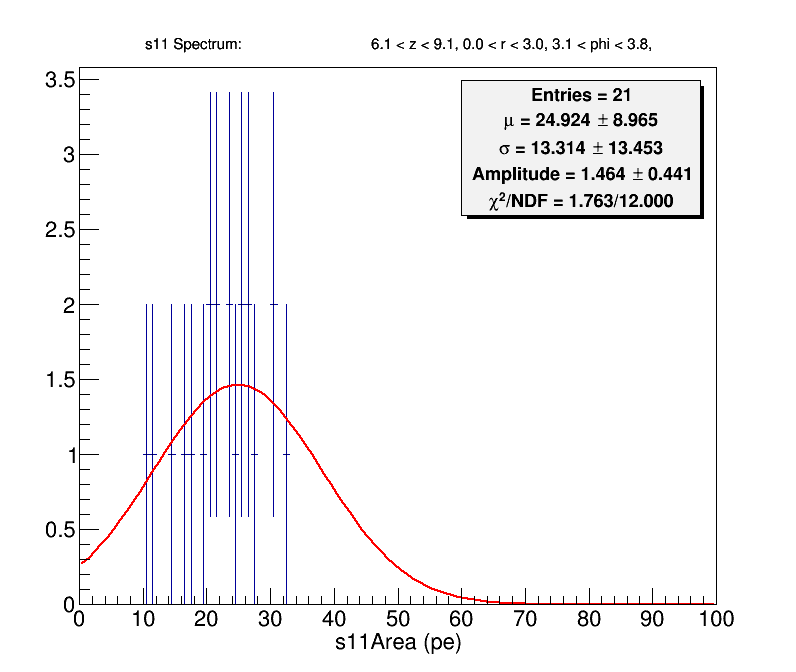 s11 Spectrum: 6.1 < z < 9.1, 0.0 < r < 3.0, 3.1 < phi < 3.8,
Entries = 21
μ = 24.924 ± 8.965
σ = 13.314 ± 13.453
Amplitude = 1.464 ± 0.441
χ²/NDF = 1.763/12.000
3.5
3
2.5
2
1.5
1
0.5
0
0 10 20 30 40 50 60 70 80 90 100
s11Area (pe)